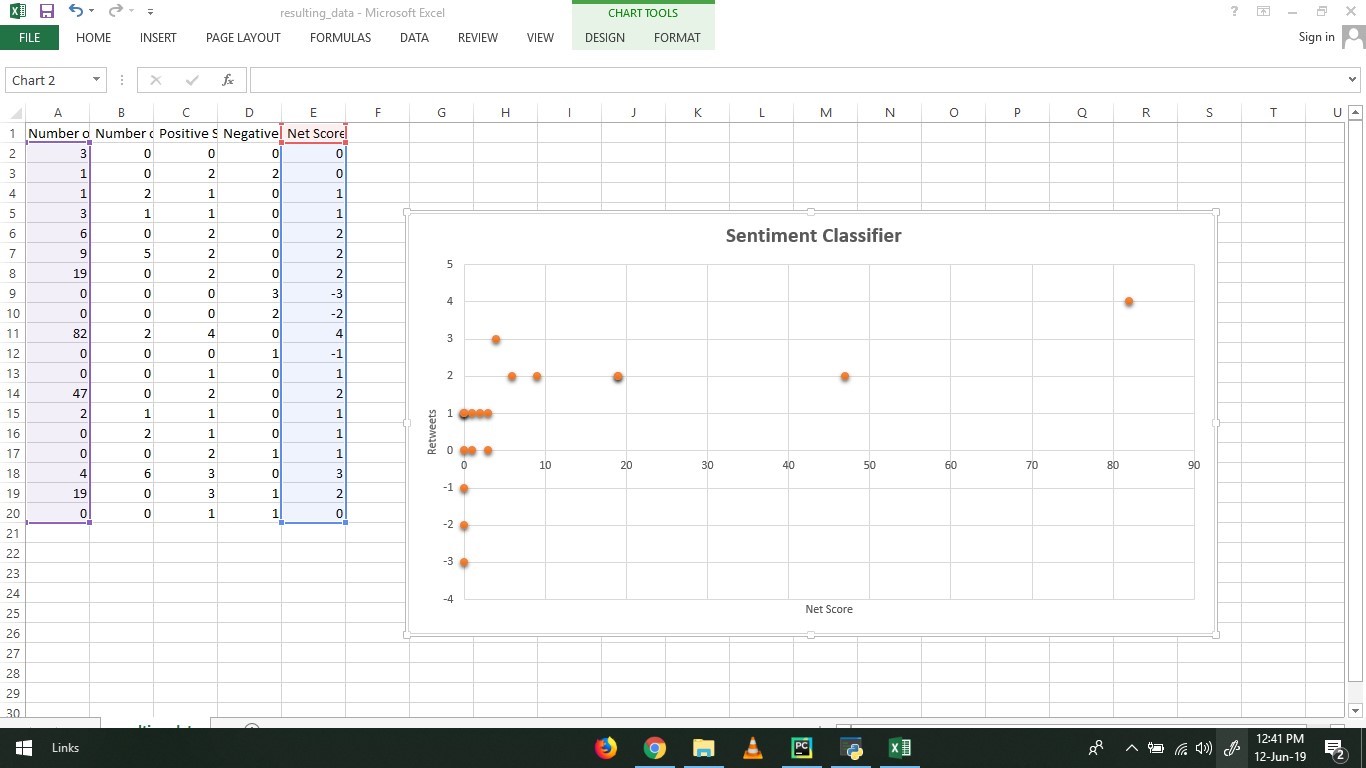 resulting_data - Microsoft Excel
CHART TOOLS
?
FILE HOME INSERT PAGE LAYOUT FORMULAS DATA REVIEW VIEW DESIGN FORMAT Sign in
Chart 2 fx
A B C D E F G H I J K L M N O P Q R S T U
1 Number o Number c Positive S Negative Net Score
2 3 0 0 0 0
3 1 0 2 2 0
4 1 2 1 0 1
5 3 1 1 0 1
6 6 0 2 0 2
7 9 5 2 0 2
8 19 0 2 0 2
9 0 0 0 3 -3
10 0 0 0 2 -2
11 82 2 4 0 4
12 0 0 0 1 -1
13 0 0 1 0 1
14 47 0 2 0 2
15 2 1 1 0 1
16 0 2 1 0 1
17 0 0 2 1 1
18 4 6 3 0 3
19 19 0 3 1 2
20 0 0 1 1 0
21
22
23
24
25
26
27
28
29
30
Sentiment Classifier
5
4
3
2
1
0
-1
-2
-3
-4
Retweets
0 10 20 30 40 50 60 70 80 90
Net Score
Links
PC
12:41 PM
12-Jun-19
2